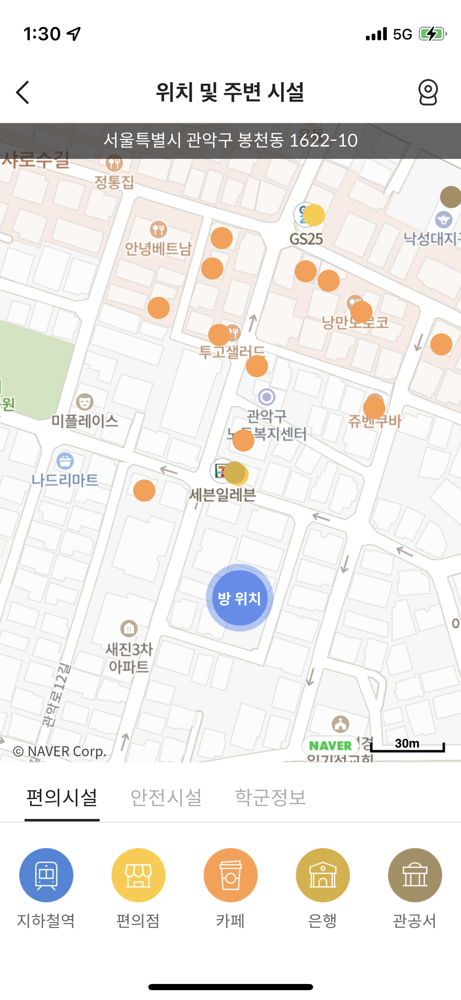 1:30
5G
위치 및 주변 시설
서울특별시 관악구 봉천동 1622-10
샤로수길
정통집
GS25
낙성대지구
안녕베트남
낭만모로코
투고샐러드
관악구
노동복지센터
쥬벤쿠바
미플레이스
원
나드리마트
세븐일레븐
방 위치
새진3차
아파트
관악로12길
© NAVER Corp.
NAVER
30m
편의시설
안전시설
학군정보
지하철역
편의점
카페
은행
관공서